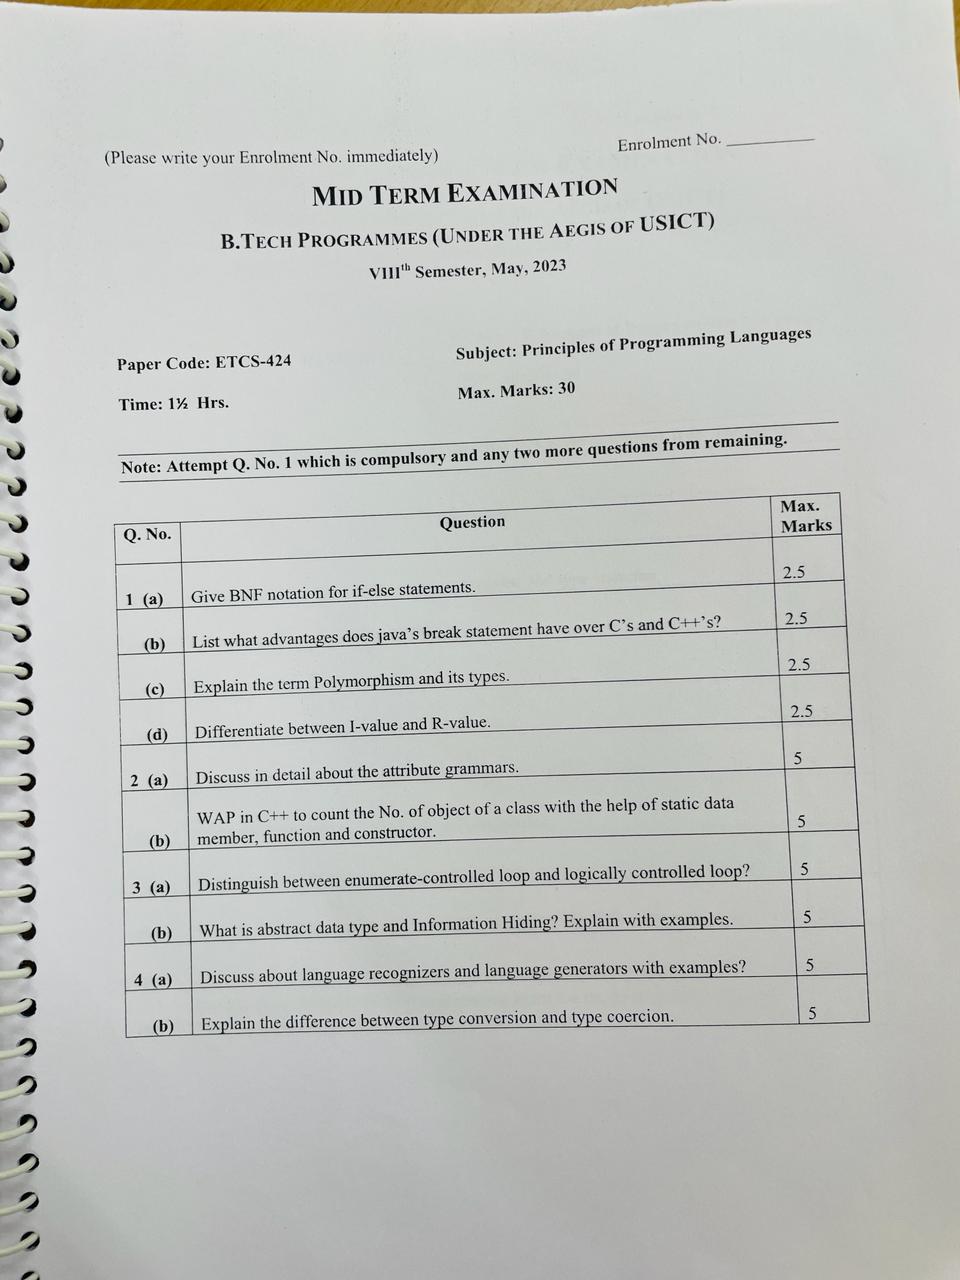 (Please write your Enrolment No. immediately)
Enrolment No. __________
MID TERM EXAMINATION
B.TECH PROGRAMMES (UNDER THE AEGIS OF USICT)
VIIIth Semester, May, 2023
Paper Code: ETCS-424
Subject: Principles of Programming Languages
Time: 1½ Hrs.
Max. Marks: 30
Note: Attempt Q. No. 1 which is compulsory and any two more questions from remaining.
Q. No. Question Max. Marks
1 (a) Give BNF notation for if-else statements. 2.5
(b) List what advantages does java's break statement have over C's and C++'s? 2.5
(c) Explain the term Polymorphism and its types. 2.5
(d) Differentiate between I-value and R-value. 2.5
2 (a) Discuss in detail about the attribute grammars. 5
(b) WAP in C++ to count the No. of object of a class with the help of static data
member, function and constructor. 5
3 (a) Distinguish between enumerate-controlled loop and logically controlled loop? 5
(b) What is abstract data type and Information Hiding? Explain with examples. 5
4 (a) Discuss about language recognizers and language generators with examples? 5
(b) Explain the difference between type conversion and type coercion. 5